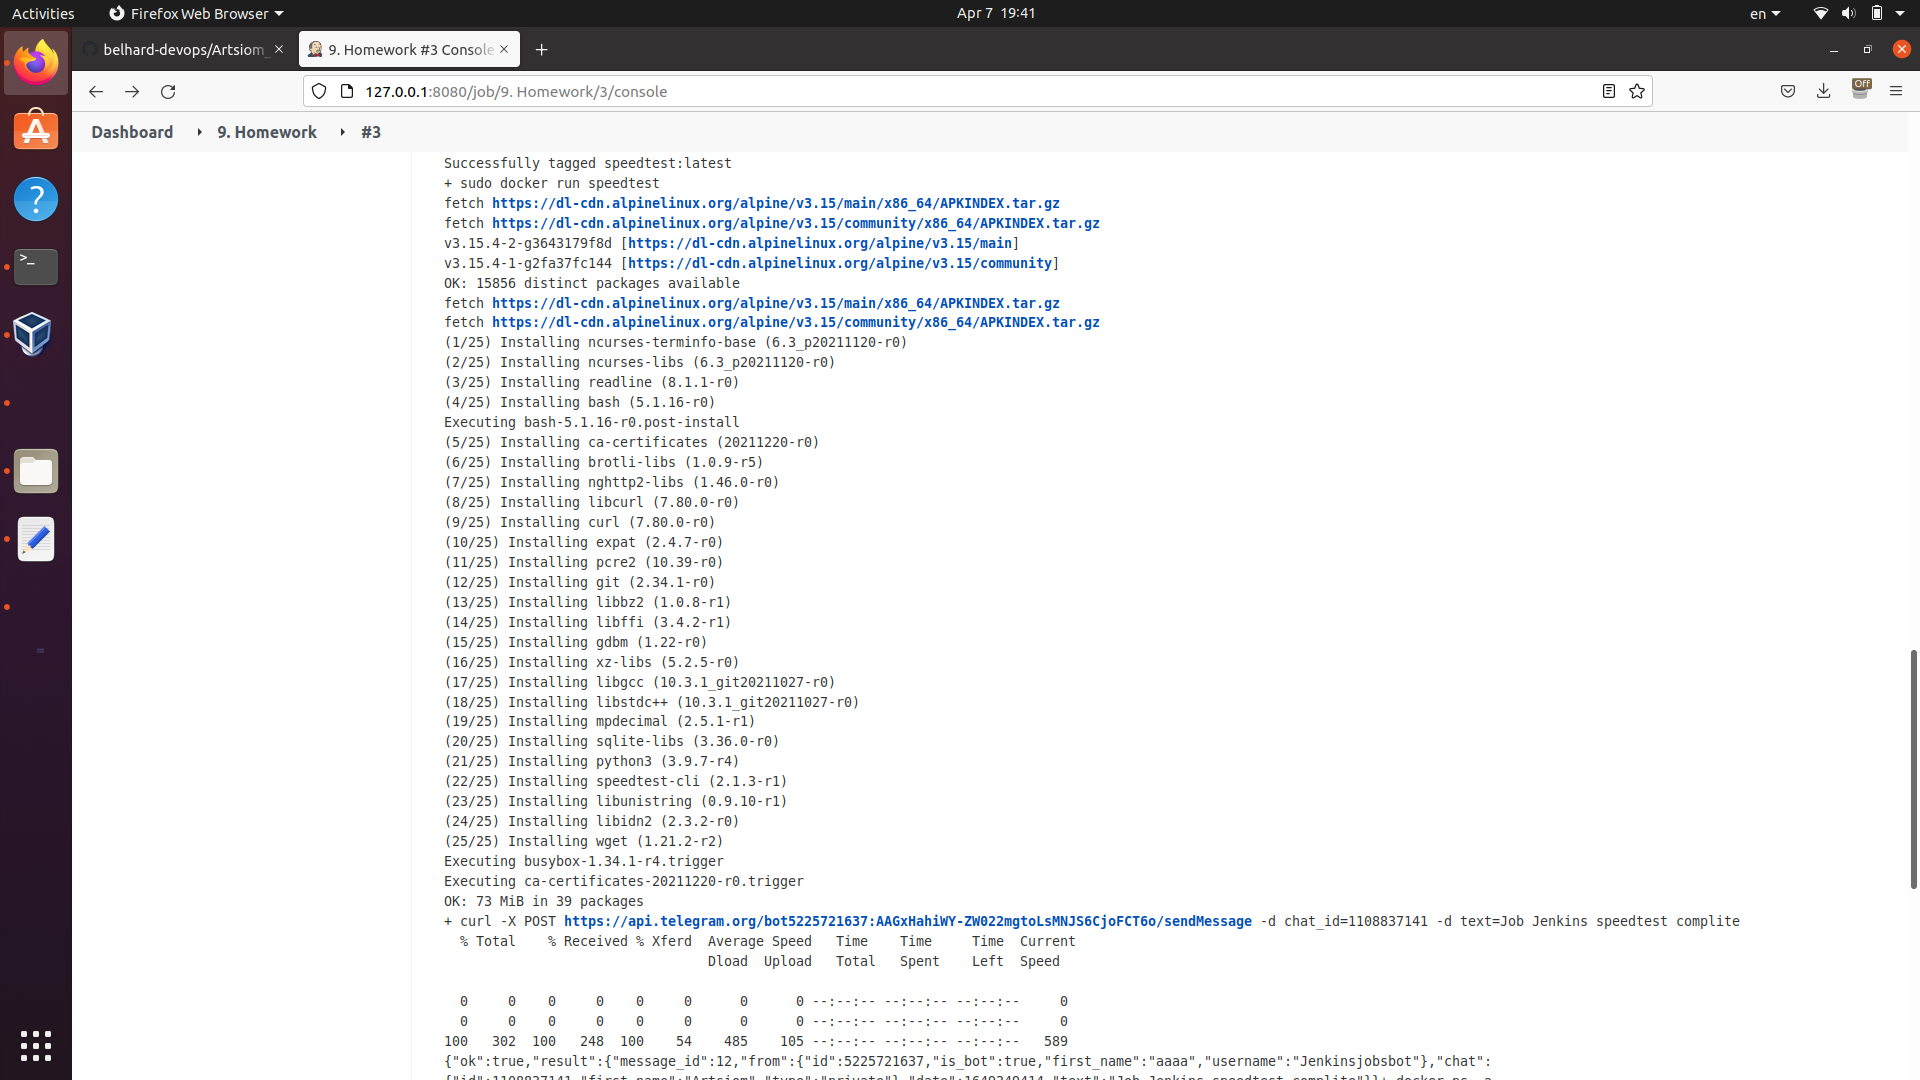 Activities
Firefox Web Browser
Apr 7 19:41
en
belhard-devops/Artsiom_
9. Homework #3 Console
127.0.0.1:8080/job/9. Homework/3/console
Off
Dashboard
9. Homework
#3
Successfully tagged speedtest:latest
+ sudo docker run speedtest
fetch https://dl-cdn.alpinelinux.org/alpine/v3.15/main/x86_64/APKINDEX.tar.gz
fetch https://dl-cdn.alpinelinux.org/alpine/v3.15/community/x86_64/APKINDEX.tar.gz
v3.15.4-2-g3643179f8d [https://dl-cdn.alpinelinux.org/alpine/v3.15/main]
v3.15.4-1-g2fa37fc144 [https://dl-cdn.alpinelinux.org/alpine/v3.15/community]
OK: 15856 distinct packages available
fetch https://dl-cdn.alpinelinux.org/alpine/v3.15/main/x86_64/APKINDEX.tar.gz
fetch https://dl-cdn.alpinelinux.org/alpine/v3.15/community/x86_64/APKINDEX.tar.gz
(1/25) Installing ncurses-terminfo-base (6.3_p20211120-r0)
(2/25) Installing ncurses-libs (6.3_p20211120-r0)
(3/25) Installing readline (8.1.1-r0)
(4/25) Installing bash (5.1.16-r0)
Executing bash-5.1.16-r0.post-install
(5/25) Installing ca-certificates (20211220-r0)
(6/25) Installing brotli-libs (1.0.9-r5)
(7/25) Installing nghttp2-libs (1.46.0-r0)
(8/25) Installing libcurl (7.80.0-r0)
(9/25) Installing curl (7.80.0-r0)
(10/25) Installing expat (2.4.7-r0)
(11/25) Installing pcre2 (10.39-r0)
(12/25) Installing git (2.34.1-r0)
(13/25) Installing libbz2 (1.0.8-r1)
(14/25) Installing libffi (3.4.2-r1)
(15/25) Installing gdbm (1.22-r0)
(16/25) Installing xz-libs (5.2.5-r0)
(17/25) Installing libgcc (10.3.1_git20211027-r0)
(18/25) Installing libstdc++ (10.3.1_git20211027-r0)
(19/25) Installing mpdecimal (2.5.1-r1)
(20/25) Installing sqlite-libs (3.36.0-r0)
(21/25) Installing python3 (3.9.7-r4)
(22/25) Installing speedtest-cli (2.1.3-r1)
(23/25) Installing libunistring (0.9.10-r1)
(24/25) Installing libidn2 (2.3.2-r0)
(25/25) Installing wget (1.21.2-r2)
Executing busybox-1.34.1-r4.trigger
Executing ca-certificates-20211220-r0.trigger
OK: 73 MiB in 39 packages
+ curl -X POST https://api.telegram.org/bot5225721637:AAGxHahiWY-ZW022mgtoLsMNJS6CjoFCT6o/sendMessage -d chat_id=1108837141 -d text=Job Jenkins speedtest complite
% Total % Received % Xferd Average Speed Time Time Time Current
Dload Upload Total Spent Left Speed
0 0 0 0 0 0 0 0 --:--:-- --:--:-- --:--:-- 0
0 0 0 0 0 0 0 0 --:--:-- --:--:-- --:--:-- 0
100 302 100 248 100 54 485 105 --:--:-- --:--:-- --:--:-- 589
{"ok":true,"result":{"message_id":12,"from":{"id":5225721637,"is_bot":true,"first_name":"aaaa","username":"Jenkinsjobsbot"},"chat":
{"id":1108837141,"first_name":"Artsiom","type":"private"},"date":1649349414,"text":"Job Jenkins speedtest complite"}}+ docker ps -a